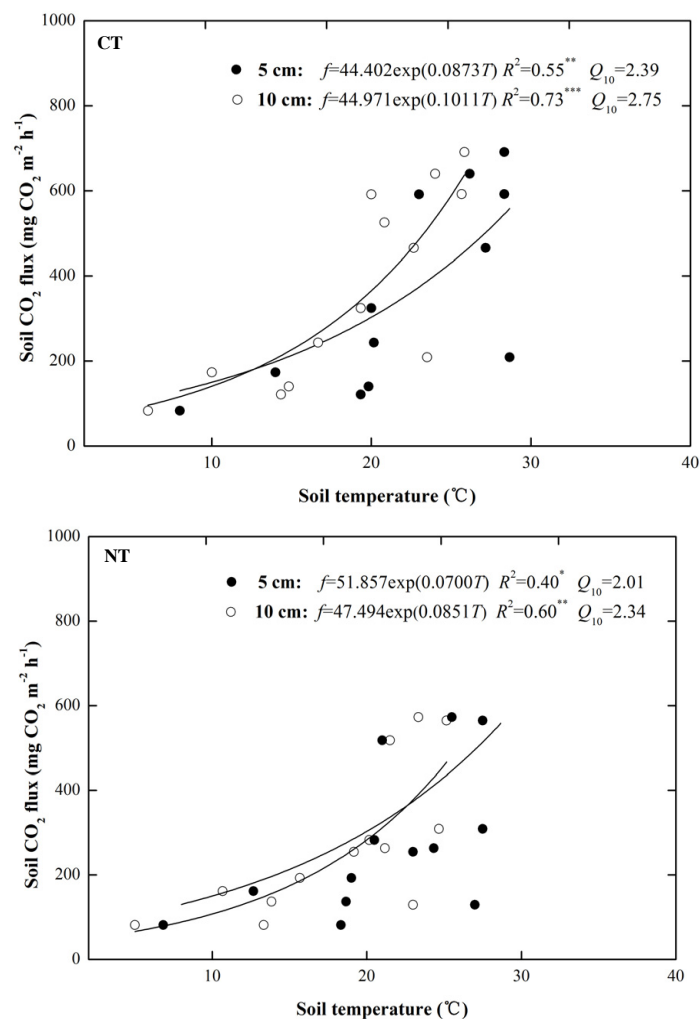 CT
5 cm: f=44.402exp(0.0873T) R²=0.55** Q₁₀=2.39
10 cm: f=44.971exp(0.1011T) R²=0.73*** Q₁₀=2.75
1000
800
600
400
200
0
Soil CO₂ flux (mg CO₂ m⁻² h⁻¹)
10 20 30 40
Soil temperature (℃)
NT
5 cm: f=51.857exp(0.0700T) R²=0.40* Q₁₀=2.01
10 cm: f=47.494exp(0.0851T) R²=0.60** Q₁₀=2.34
1000
800
600
400
200
0
Soil CO₂ flux (mg CO₂ m⁻² h⁻¹)
10 20 30 40
Soil temperature (℃)